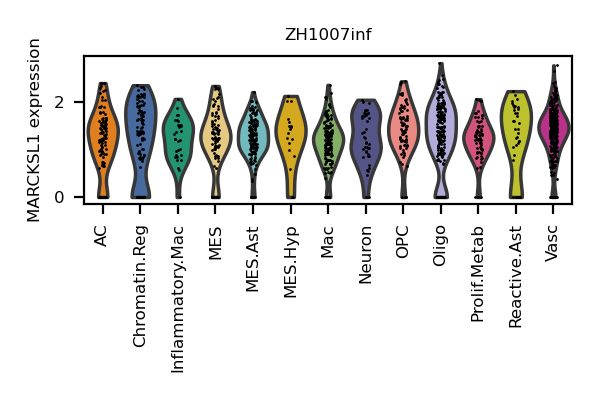 ZH1007inf
MARCKSL1 expression
2
0
AC
Chromatin.Reg
Inflammatory.Mac
MES
MES.Ast
MES.Hyp
Mac
Neuron
OPC
Oligo
Prolif.Metab
Reactive.Ast
Vasc